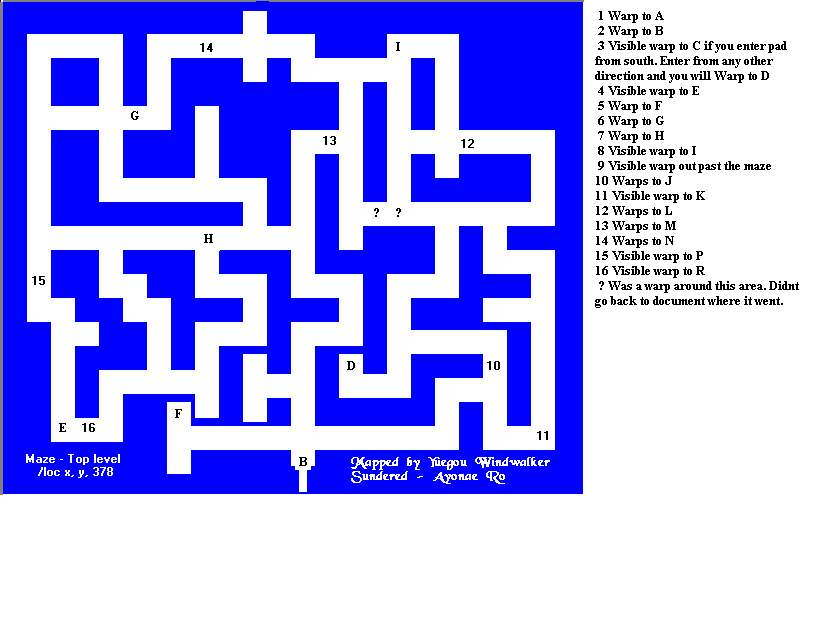 14
I
G
13
12
? ?
H
15
D
10
F
E 16
11
B
Maze - Top level
/loc x, y, 378
Mapped by Yuegou Windwalker
Sundered - Ayonae Ro
1 Warp to A
2 Warp to B
3 Visible warp to C if you enter pad
from south. Enter from any other
direction and you will Warp to D
4 Visible warp to E
5 Warp to F
6 Warp to G
7 Warp to H
8 Visible warp to I
9 Visible warp out past the maze
10 Warps to J
11 Visible warp to K
12 Warps to L
13 Warps to M
14 Warps to N
15 Visible warp to P
16 Visible warp to R
? Was a warp around this area. Didnt
go back to document where it went.